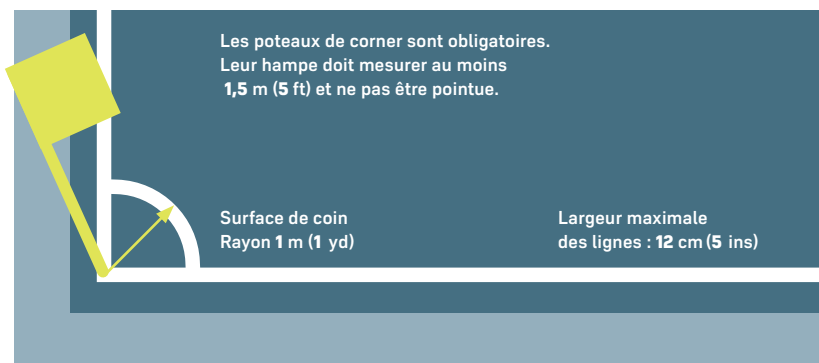 Les poteaux de corner sont obligatoires.
Leur hampe doit mesurer au moins
1,5 m (5 ft) et ne pas être pointue.
Surface de coin
Rayon 1 m (1 yd)
Largeur maximale
des lignes : 12 cm (5 ins)